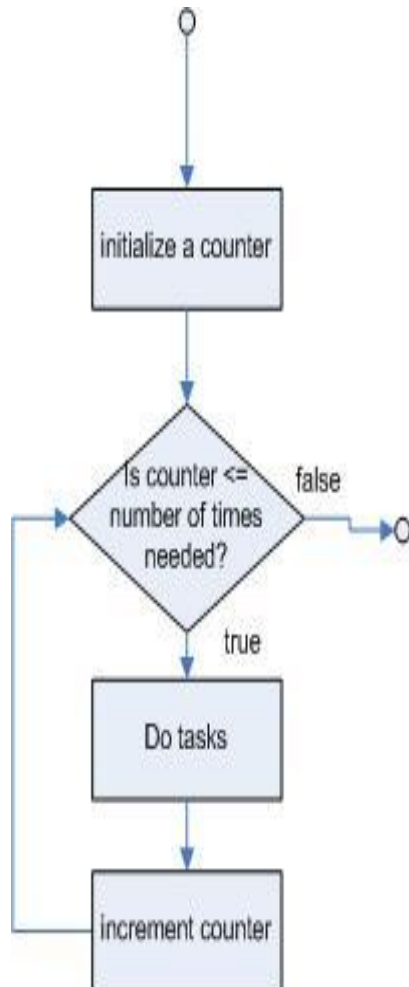 initialize a counter
Is counter <=
number of times
needed?
false
true
Do tasks
increment counter